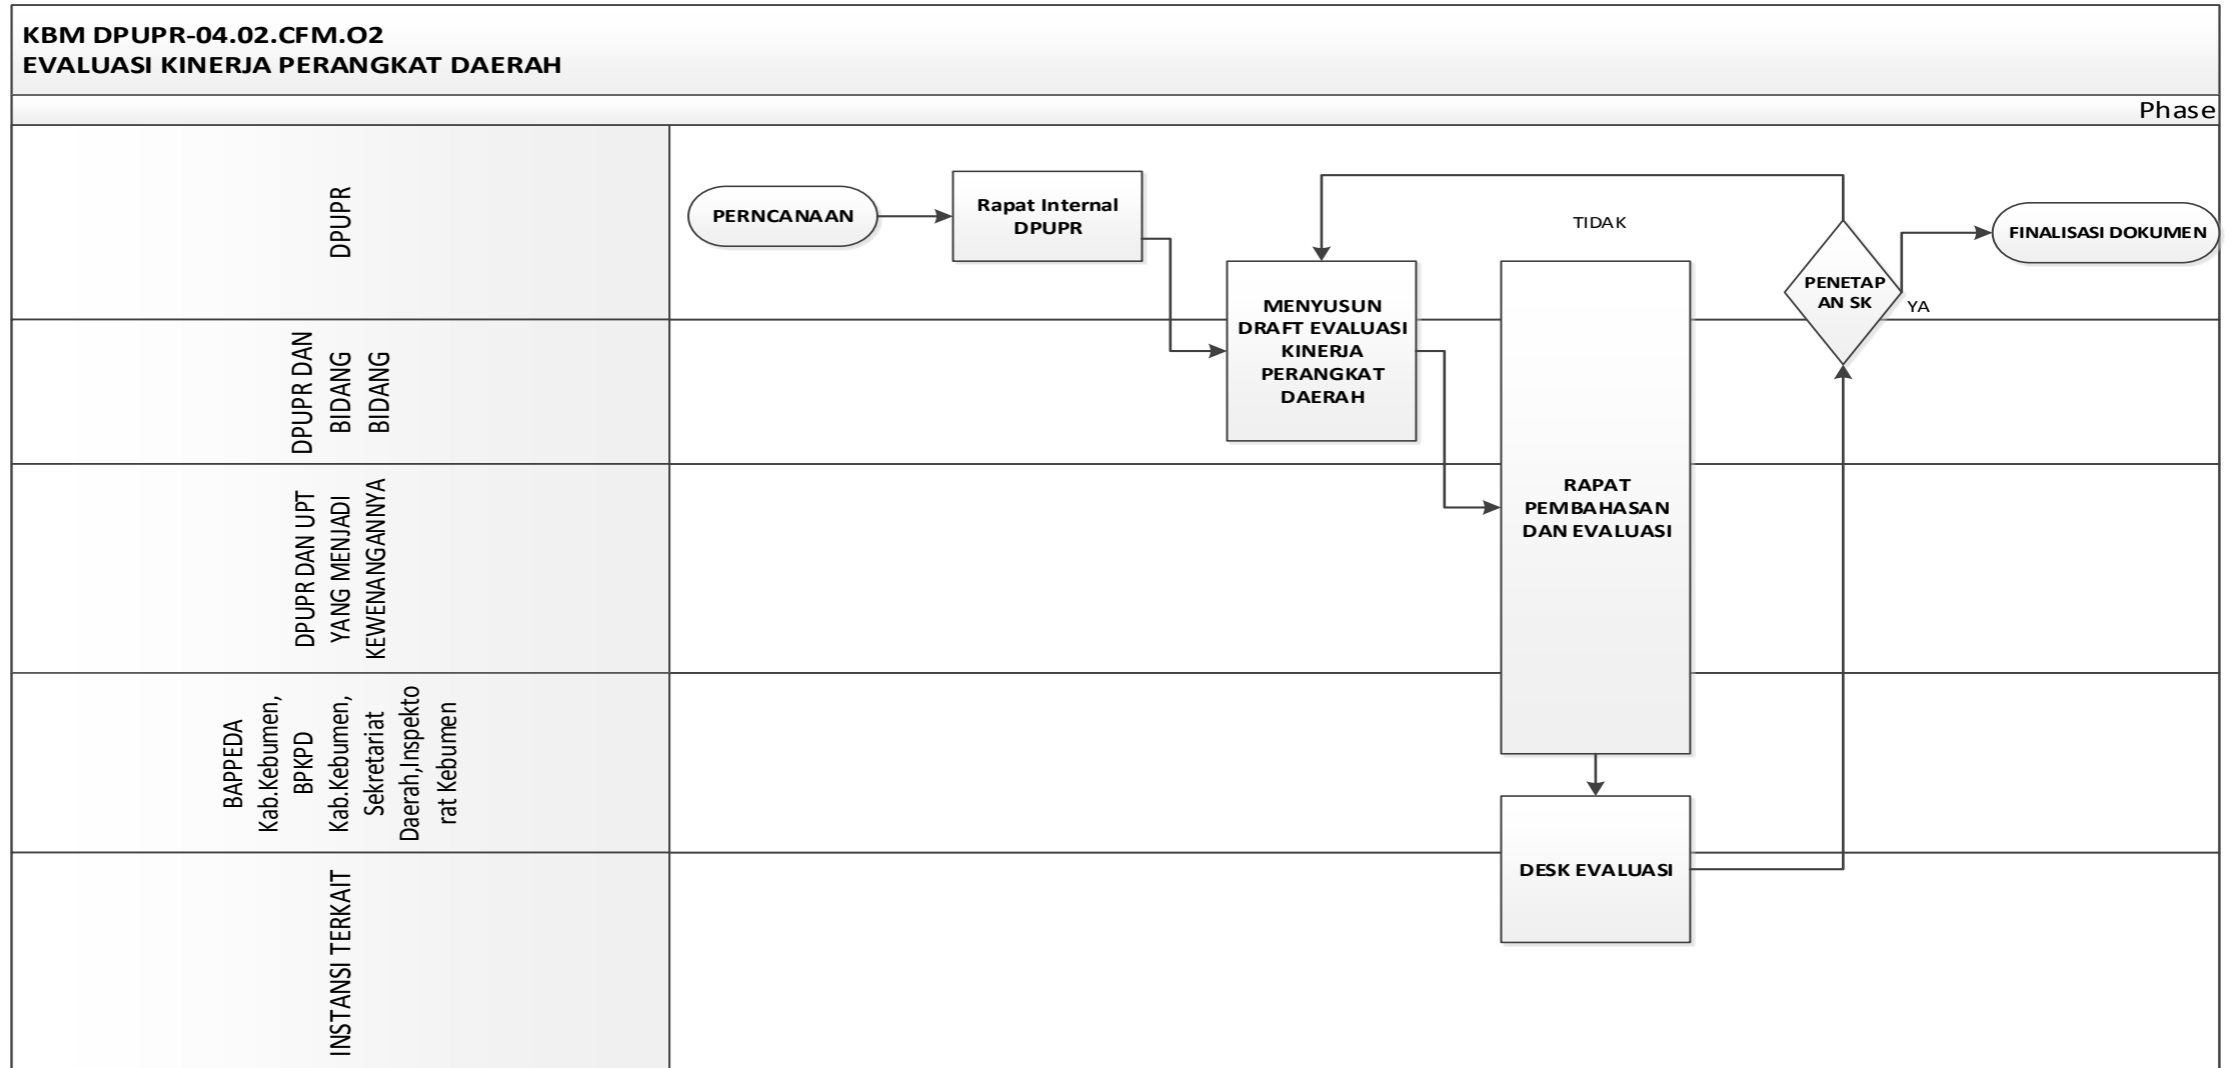 KBM DPUPR-04.02.CFM.O2
EVALUASI KINERJA PERANGKAT DAERAH
Phase
DPUPR
PERNCANAAN
Rapat Internal
DPUPR
TIDAK
FINALISASI DOKUMEN
PENETAP
AN SK
YA
DPUPR DAN
BIDANG
BIDANG
MENYUSUN
DRAFT EVALUASI
KINERJA
PERANGKAT
DAERAH
DPUPR DAN UPT
YANG MENJADI
KEWENANGANNYA
RAPAT
PEMBAHASAN
DAN EVALUASI
BAPPEDA
Kab.Kebumen,
BPKPD
Kab.Kebumen,
Sekretariat
Daerah,Inspekto
rat Kebumen
DESK EVALUASI
INSTANSI TERKAIT